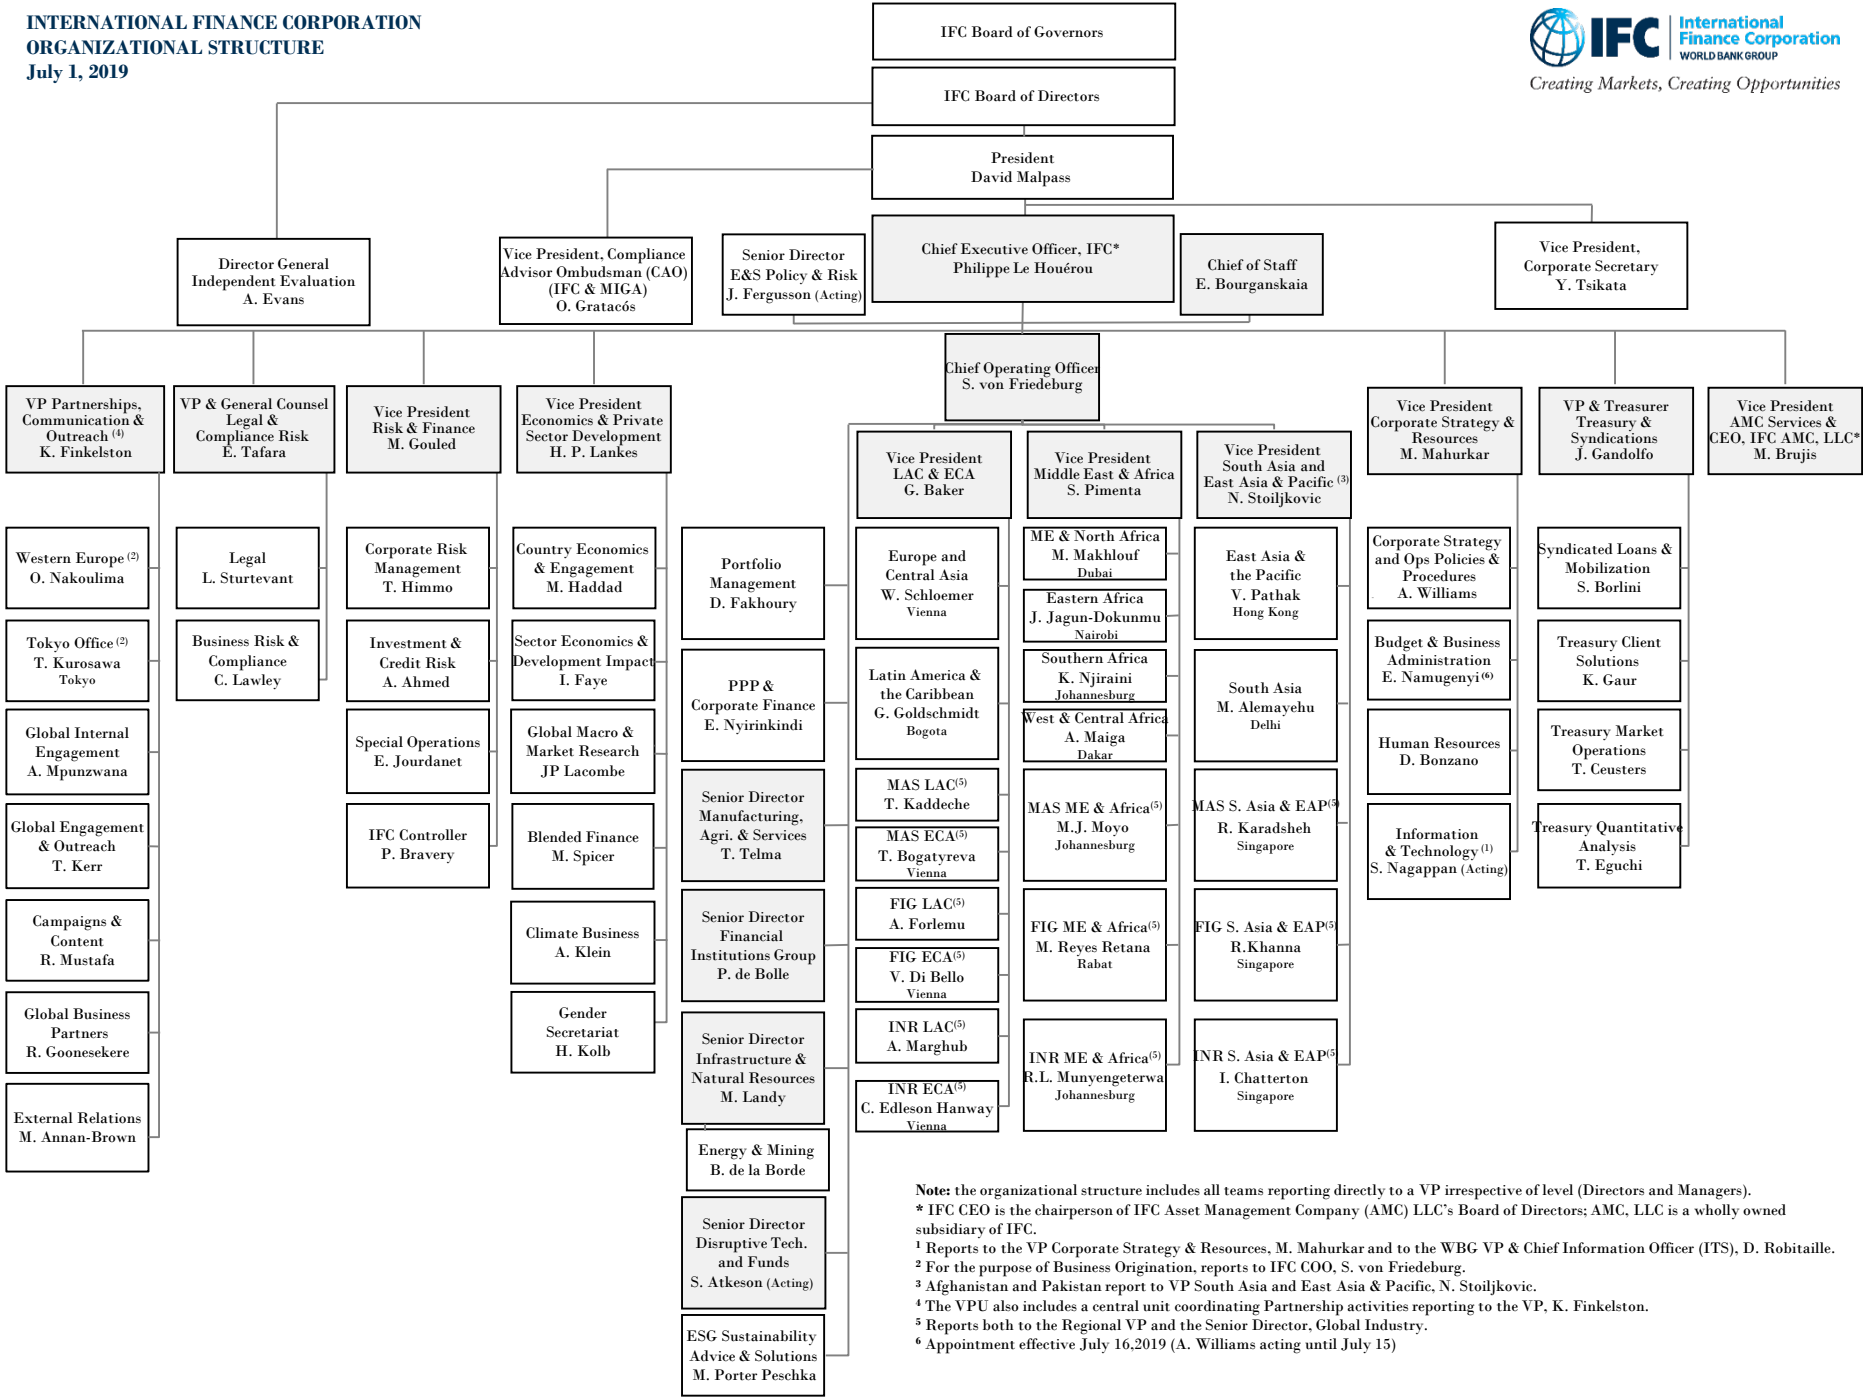 INTERNATIONAL FINANCE CORPORATION
ORGANIZATIONAL STRUCTURE
July 1, 2019
IFC
International
Finance Corporation
WORLD BANK GROUP
Creating Markets, Creating Opportunities
IFC Board of Governors
IFC Board of Directors
President
David Malpass
Director General
Independent Evaluation
A. Evans
Vice President, Compliance
Advisor Ombudsman (CAO)
(IFC & MIGA)
O. Gratacós
Senior Director
E&S Policy & Risk
J. Fergusson (Acting)
Chief Executive Officer, IFC*
Philippe Le Houérou
Chief of Staff
E. Bourganskaia
Vice President,
Corporate Secretary
Y. Tsikata
Chief Operating Officer
S. von Friedeburg
VP Partnerships,
Communication &
Outreach (4)
K. Finkelston
VP & General Counsel
Legal &
Compliance Risk
E. Tafara
Vice President
Risk & Finance
M. Gouled
Vice President
Economics & Private
Sector Development
H. P. Lankes
Vice President
LAC & ECA
G. Baker
Vice President
Middle East & Africa
S. Pimenta
Vice President
South Asia and
East Asia & Pacific (3)
N. Stoiljkovic
Vice President
Corporate Strategy &
Resources
M. Mahurkar
VP & Treasurer
Treasury &
Syndications
J. Gandolfo
Vice President
AMC Services &
CEO, IFC AMC, LLC*
M. Brujis
Western Europe (2)
O. Nakoulima
Tokyo Office (2)
T. Kurosawa
Tokyo
Global Internal
Engagement
A. Mpunzwana
Global Engagement
& Outreach
T. Kerr
Campaigns &
Content
R. Mustafa
Global Business
Partners
R. Goonesekere
External Relations
M. Annan-Brown
Legal
L. Sturtevant
Business Risk &
Compliance
C. Lawley
Corporate Risk
Management
T. Himmo
Investment &
Credit Risk
A. Ahmed
Special Operations
E. Jourdanet
IFC Controller
P. Bravery
Country Economics
& Engagement
M. Haddad
Sector Economics &
Development Impact
I. Faye
Global Macro &
Market Research
JP Lacombe
Blended Finance
M. Spicer
Climate Business
A. Klein
Gender
Secretariat
H. Kolb
Portfolio
Management
D. Fakhoury
PPP &
Corporate Finance
E. Nyirinkindi
Senior Director
Manufacturing,
Agri. & Services
T. Telma
Senior Director
Financial
Institutions Group
P. de Bolle
Senior Director
Infrastructure &
Natural Resources
M. Landy
Energy & Mining
B. de la Borde
Senior Director
Disruptive Tech.
and Funds
S. Atkeson (Acting)
ESG Sustainability
Advice & Solutions
M. Porter Peschka
Europe and
Central Asia
W. Schloemer
Vienna
Latin America &
the Caribbean
G. Goldschmidt
Bogota
MAS LAC(5)
T. Kaddeche
MAS ECA(5)
T. Bogatyreva
Vienna
FIG LAC(5)
A. Forlemu
FIG ECA(5)
V. Di Bello
Vienna
INR LAC(5)
A. Marghub
INR ECA(5)
C. Edleson Hanway
Vienna
ME & North Africa
M. Makhlouf
Dubai
Eastern Africa
J. Jagun-Dokunmu
Nairobi
Southern Africa
K. Njiraini
Johannesburg
West & Central Africa
A. Maiga
Dakar
MAS ME & Africa(5)
M.J. Moyo
Johannesburg
FIG ME & Africa(5)
M. Reyes Retana
Rabat
INR ME & Africa(5)
R.L. Munyengeterwa
Johannesburg
East Asia &
the Pacific
V. Pathak
Hong Kong
South Asia
M. Alemayehu
Delhi
MAS S. Asia & EAP(5)
R. Karadsheh
Singapore
FIG S. Asia & EAP(5)
R.Khanna
Singapore
INR S. Asia & EAP(5
I. Chatterton
Singapore
Corporate Strategy
and Ops Policies &
Procedures
A. Williams
Budget & Business
Administration
E. Namugenyi(6)
Human Resources
D. Bonzano
Information
& Technology (1)
S. Nagappan (Acting)
Syndicated Loans &
Mobilization
S. Borlini
Treasury Client
Solutions
K. Gaur
Treasury Market
Operations
T. Ceusters
Treasury Quantitative
Analysis
T. Eguchi
Note: the organizational structure includes all teams reporting directly to a VP irrespective of level (Directors and Managers).
* IFC CEO is the chairperson of IFC Asset Management Company (AMC) LLC's Board of Directors; AMC, LLC is a wholly owned
subsidiary of IFC.
1 Reports to the VP Corporate Strategy & Resources, M. Mahurkar and to the WBG VP & Chief Information Officer (ITS), D. Robitaille.
2 For the purpose of Business Origination, reports to IFC COO, S. von Friedeburg.
3 Afghanistan and Pakistan report to VP South Asia and East Asia & Pacific, N. Stoiljkovic.
4 The VPU also includes a central unit coordinating Partnership activities reporting to the VP, K. Finkelston.
5 Reports both to the Regional VP and the Senior Director, Global Industry.
6 Appointment effective July 16,2019 (A. Williams acting until July 15)